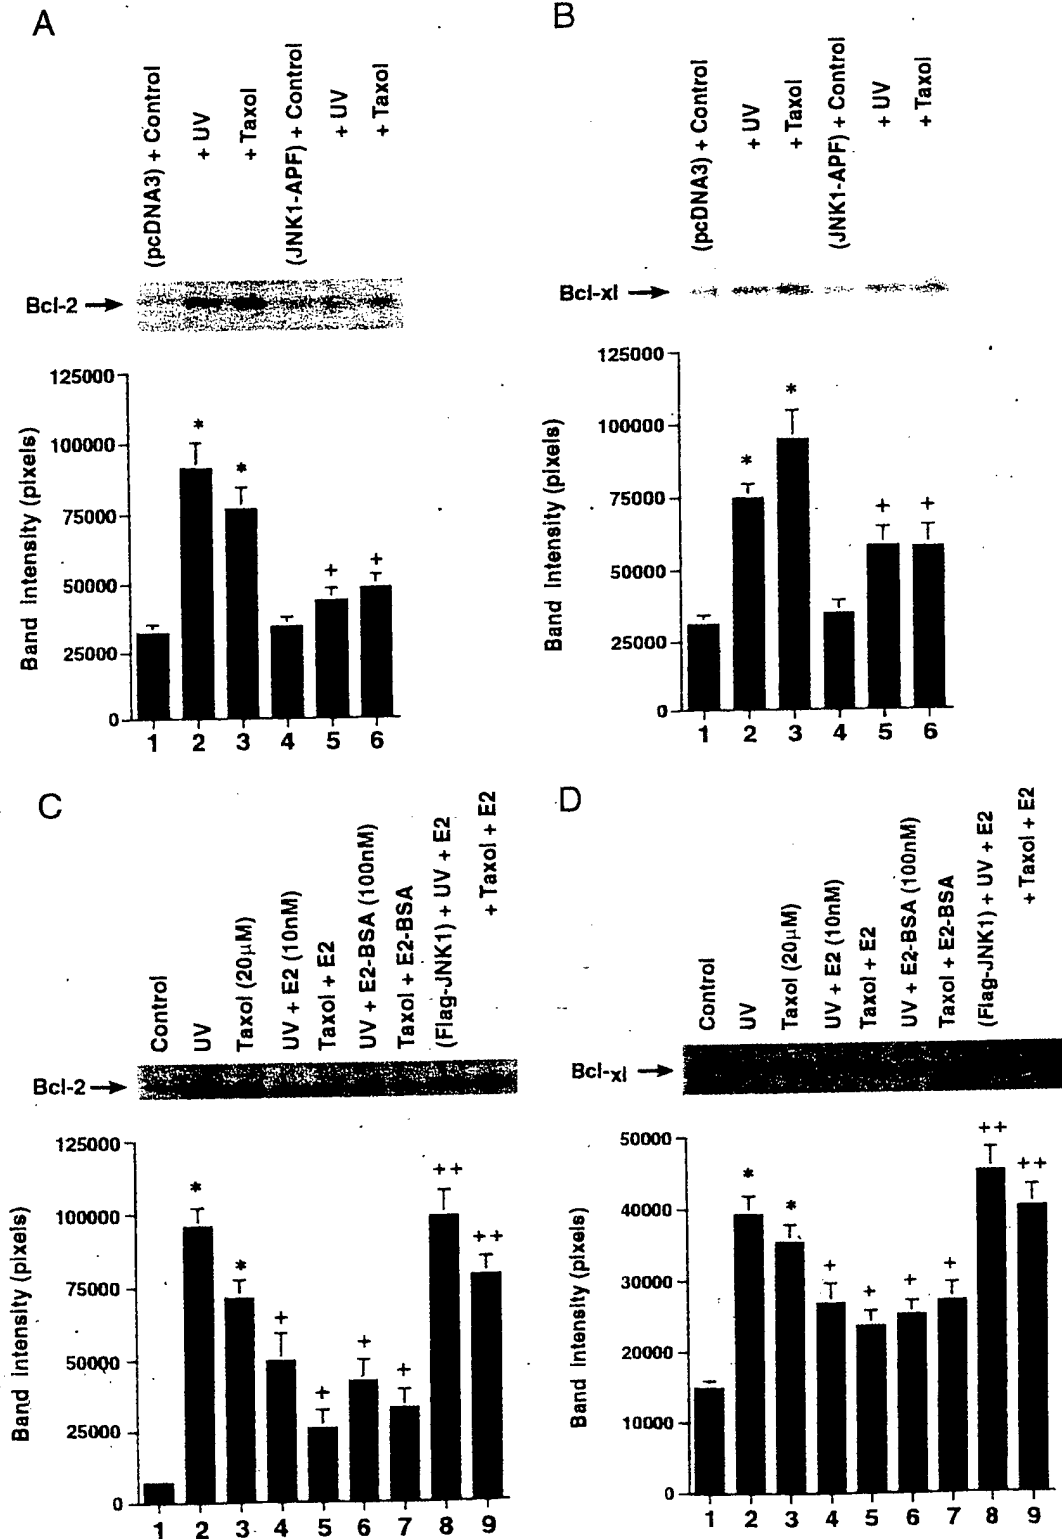 A
(pcDNA3) + Control
+ UV
+ Taxol
(JNK1-APF) + Control
+ UV
+ Taxol
Bcl-2
Band Intensity (pixels)
125000
100000
75000
50000
25000
0
* * + +
1 2 3 4 5 6
B
(pcDNA3) + Control
+ UV
+ Taxol
(JNK1-APF) + Control
+ UV
+ Taxol
Bcl-xl
Band Intensity (pixels)
125000
100000
75000
50000
25000
0
* * + +
1 2 3 4 5 6
C
Control
UV
Taxol (20μM)
UV + E2 (10nM)
Taxol + E2
UV + E2-BSA (100nM)
Taxol + E2-BSA
(Flag-JNK1) + UV + E2
+ Taxol + E2
Bcl-2
Band Intensity (pixels)
125000
100000
75000
50000
25000
0
* * + + + + ++ ++
1 2 3 4 5 6 7 8 9
D
Control
UV
Taxol (20μM)
UV + E2 (10nM)
Taxol + E2
UV + E2-BSA (100nM)
Taxol + E2-BSA
(Flag-JNK1) + UV + E2
+ Taxol + E2
Bcl-xl
Band Intensity (pixels)
50000
40000
30000
20000
10000
0
* * + + + + ++ ++
1 2 3 4 5 6 7 8 9